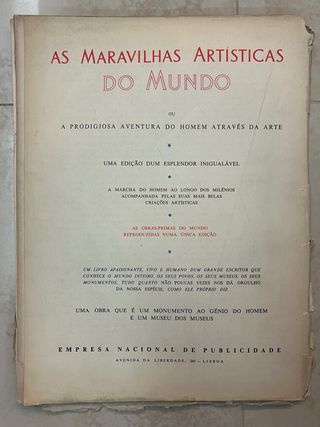 AS MARAVILHAS ARTÍSTICAS
DO MUNDO
OU
A PRODIGIOSA AVENTURA DO HOMEM ATRAVÉS DA ARTE
UMA EDIÇÃO DUM ESPLENDOR INIGUALÁVEL
A MARCHA DO HOMEM AO LONGO DOS MILÉNIOS
ACOMPANHADA PELAS SUAS MAIS BELAS
CRIAÇÕES ARTÍSTICAS
AS OBRAS-PRIMAS DO MUNDO
REPRODUZIDAS NUMA ÚNICA EDIÇÃO
UM LIVRO APAIXONANTE, VIVO E HUMANO DUM GRANDE ESCRITOR QUE
CONHECE O MUNDO INTEIRO, OS SEUS POVOS, OS SEUS MUSEUS, OS SEUS
MONUMENTOS, TUDO QUANTO NÃO POUCAS VEZES NOS DÁ ORGULHO
DA NOSSA ESPÉCIE, COMO ELE PRÓPRIO DIZ
UMA OBRA QUE É UM MONUMENTO AO GÉNIO DO HOMEM
E UM MUSEU DOS MUSEUS
EMPRESA NACIONAL DE PUBLICIDADE
AVENIDA DA LIBERDADE, 266 — LISBOA